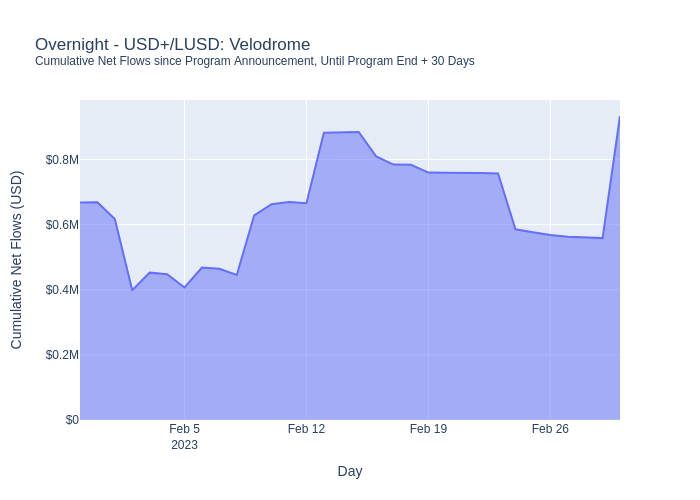 Overnight - USD+/LUSD: Velodrome
Cumulative Net Flows since Program Announcement, Until Program End + 30 Days
Cumulative Net Flows (USD)
$0.8M
$0.6M
$0.4M
$0.2M
$0
Feb 5
2023
Feb 12
Feb 19
Feb 26
Day